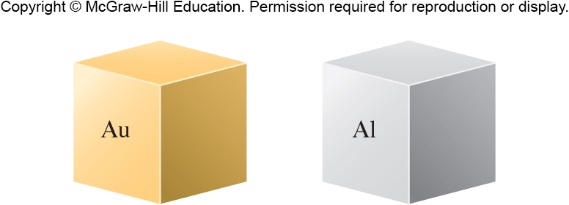 Copyright © McGraw-Hill Education. Permission required for reproduction or display.
Au
Al